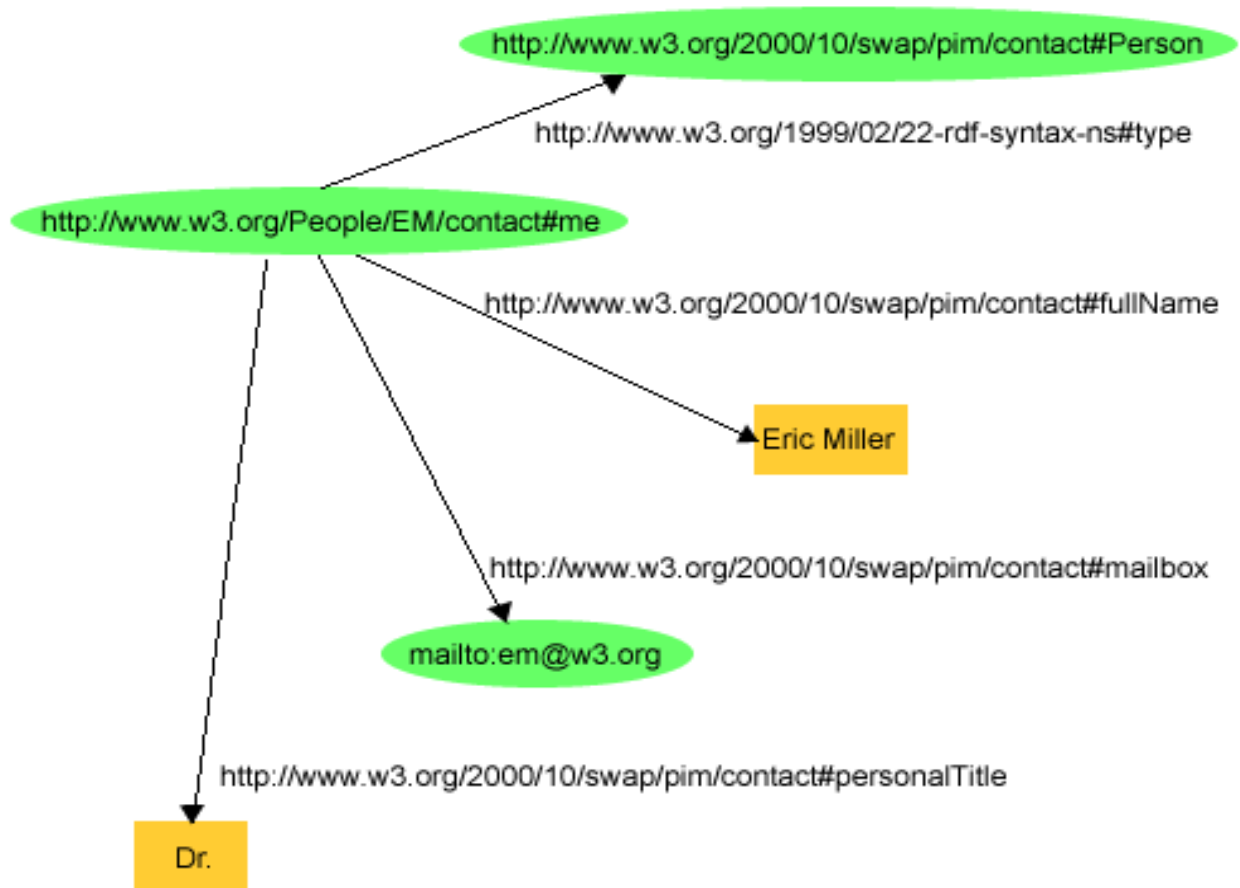 http://www.w3.org/2000/10/swap/pim/contact#Person
http://www.w3.org/1999/02/22-rdf-syntax-ns#type
http://www.w3.org/People/EM/contact#me
http://www.w3.org/2000/10/swap/pim/contact#fullName
Eric Miller
http://www.w3.org/2000/10/swap/pim/contact#mailbox
mailto:em@w3.org
http://www.w3.org/2000/10/swap/pim/contact#personalTitle
Dr.